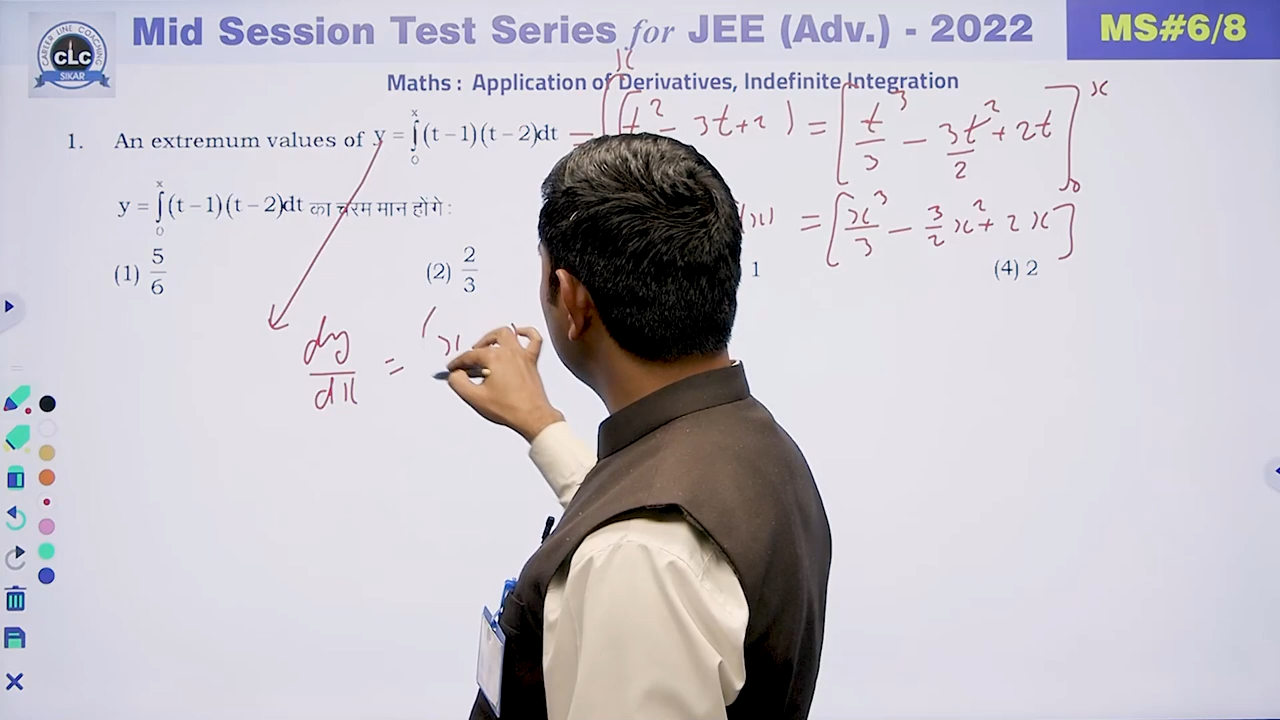 CAREER LINE COACHING
CLC
SIKAR
Mid Session Test Series for JEE (Adv.) - 2022
MS#6/8
Maths : Application of Derivatives, Indefinite Integration
1. An extremum values of y = ∫₀ˣ (t – 1)(t – 2)dt
(t² - 3t + 2) = [t³/3 - 3t²/2 + 2t]₀ˣ
y = ∫₀ˣ (t – 1)(t – 2)dt का चरम मान होंगे :
(x) = [x³/3 - 3/2 x² + 2x]
(1) 5/6 (2) 2/3 1 (4) 2
dy/dx = (x